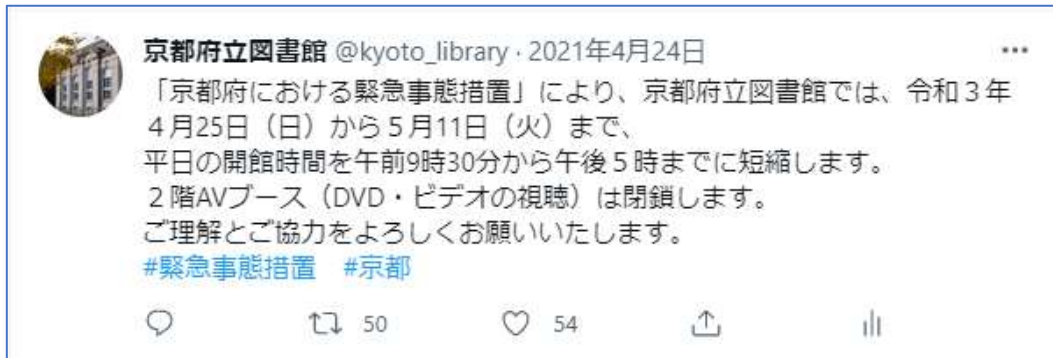 京都府立図書館 @kyoto_library · 2021年4月24日
「京都府における緊急事態措置」により、京都府立図書館では、令和３年
４月25日（日）から５月11日（火）まで、
平日の開館時間を午前9時30分から午後５時までに短縮します。
２階AVブース（DVD・ビデオの視聴）は閉鎖します。
ご理解とご協力をよろしくお願いいたします。
#緊急事態措置　#京都
50 54